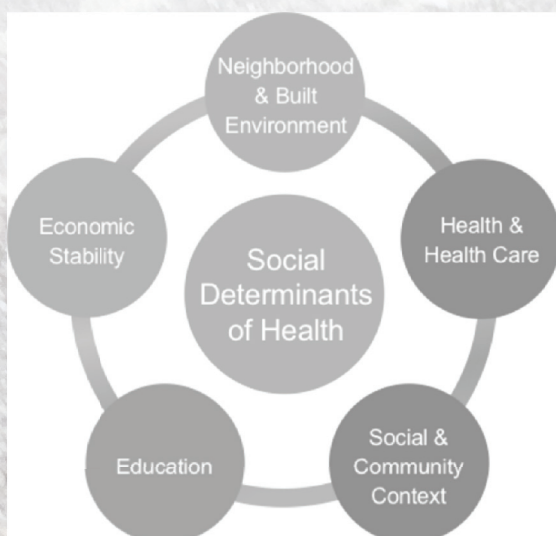 Neighborhood
& Built
Environment
Economic
Stability
Health &
Health Care
Social
Determinants
of Health
Education
Social &
Community
Context